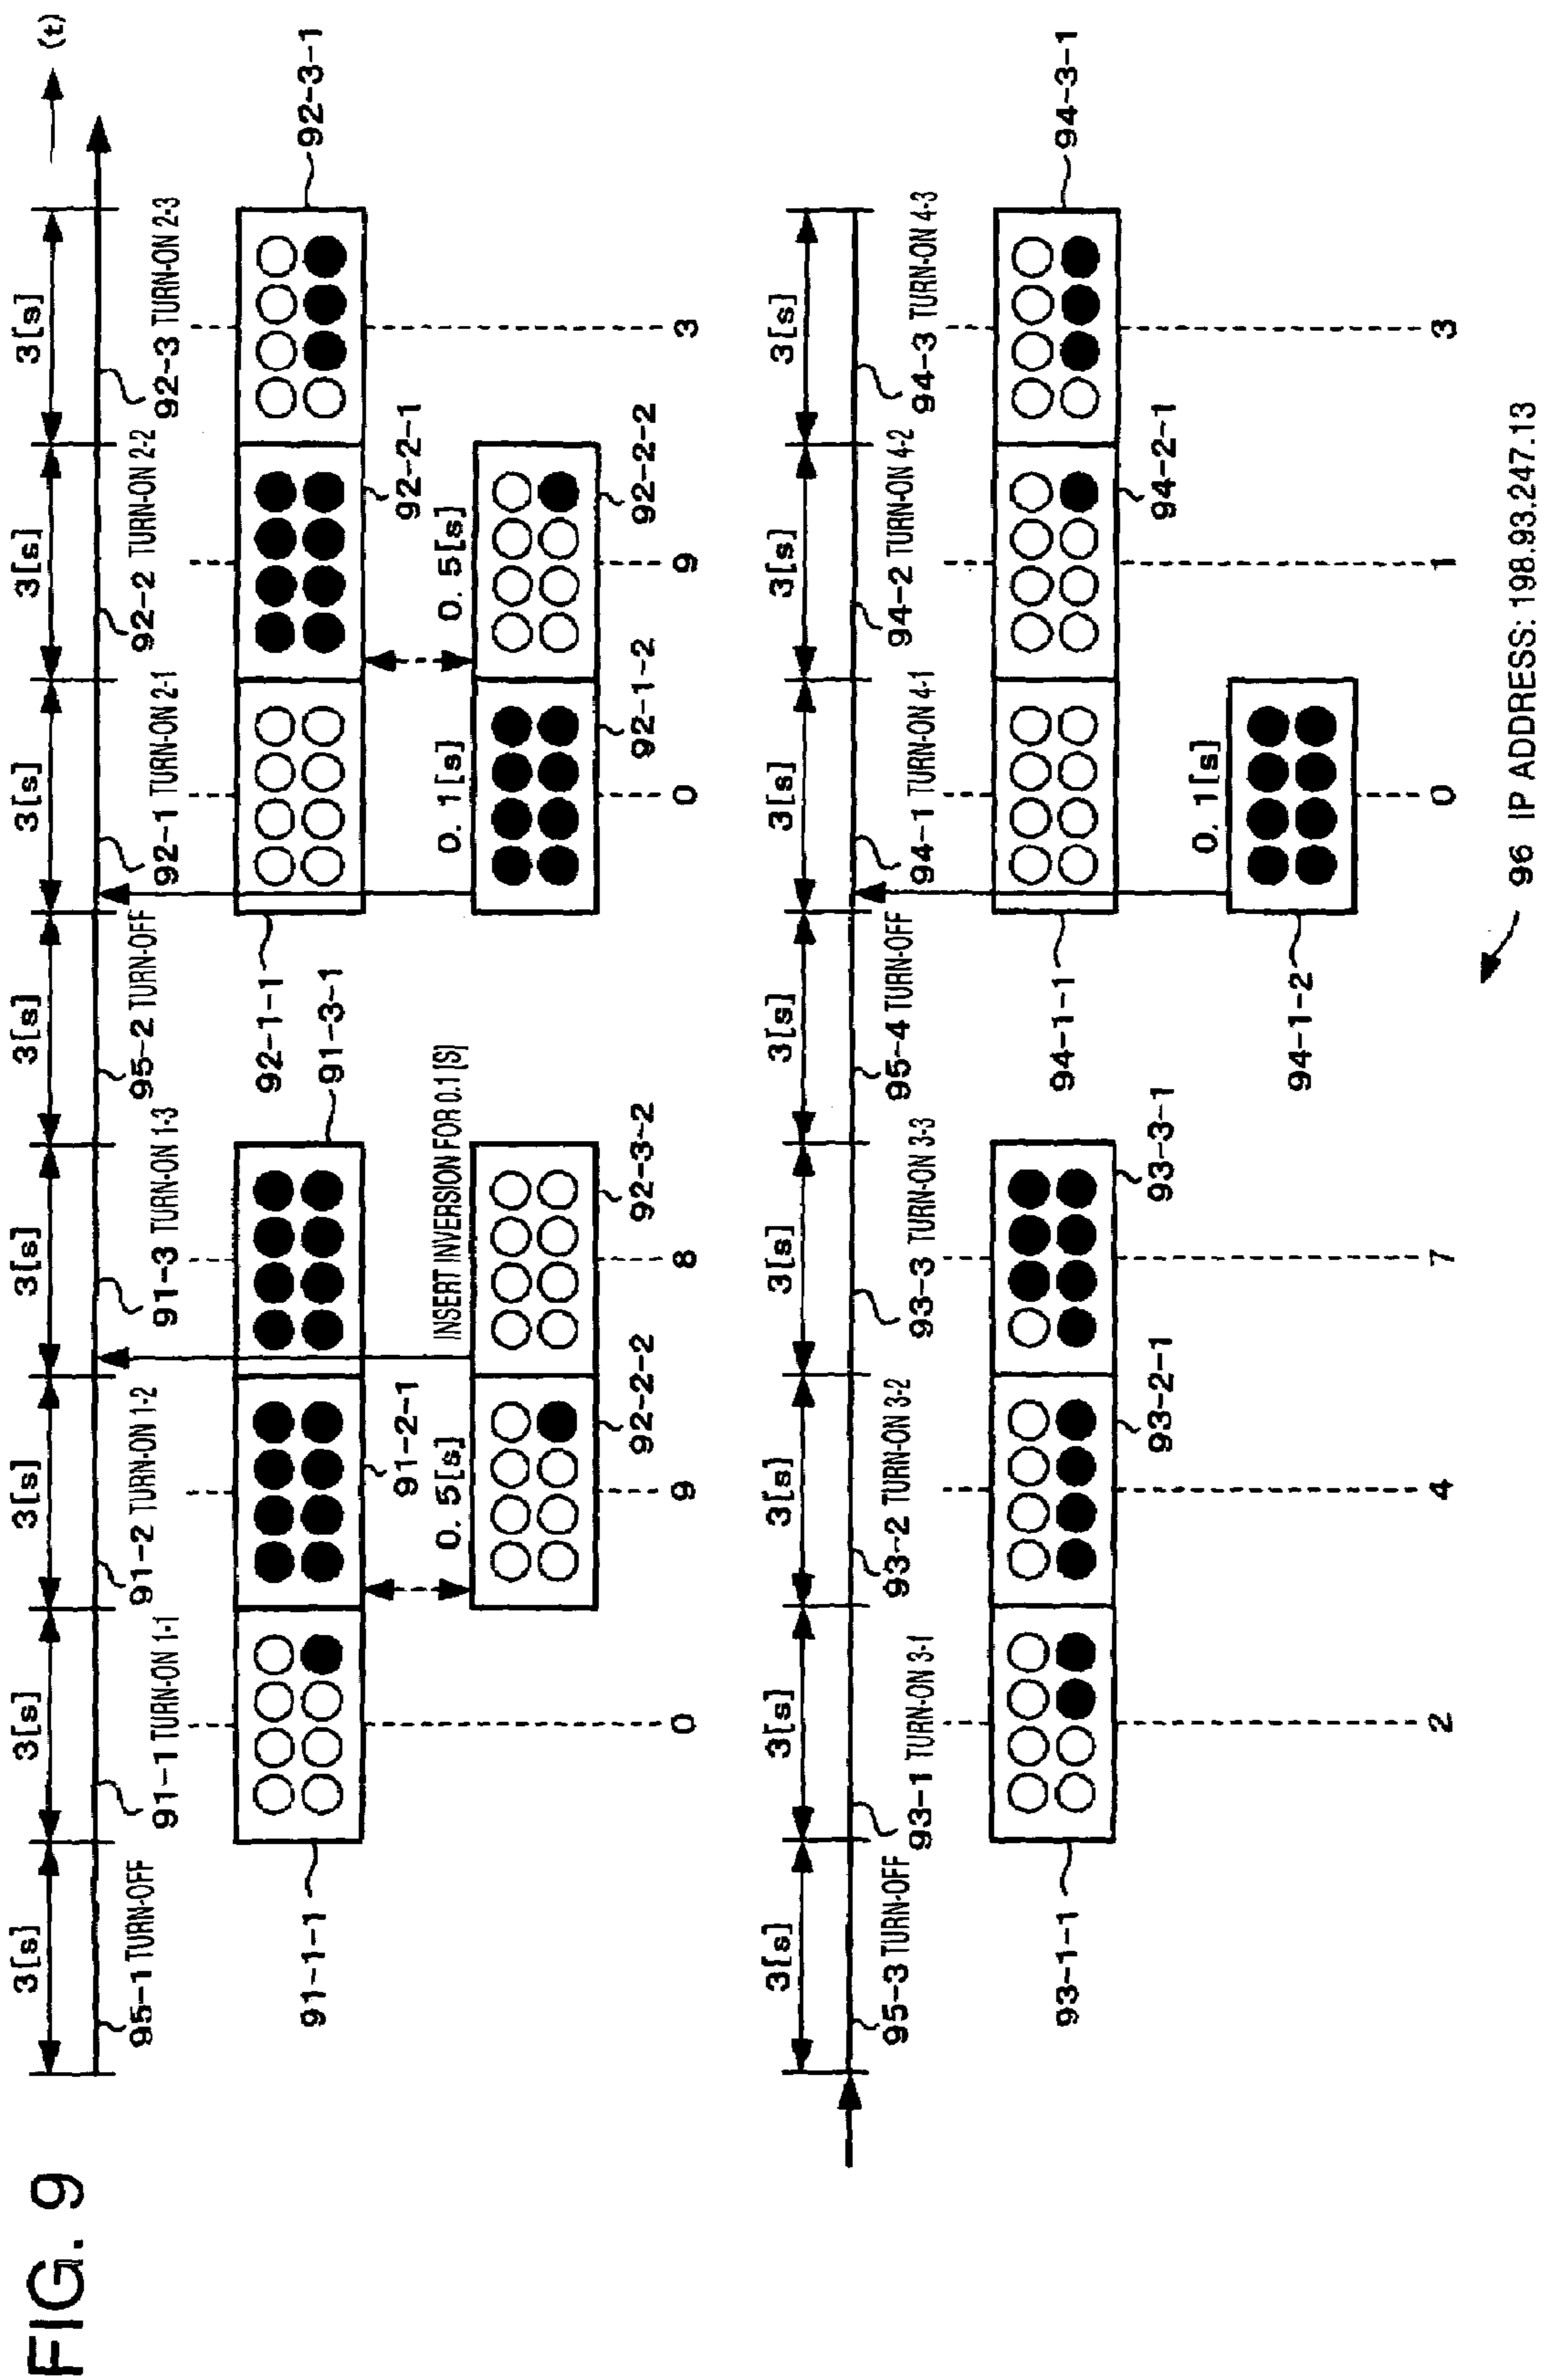 FIG. 9
3[s] 3[s] 3[s] 3[s] 3[s] 3[s] 3[s] 3[s] (t)
95-1 TURN-OFF
91-1 TURN-ON 1-1
91-2 TURN-ON 1-2
91-3 TURN-ON 1-3
95-2 TURN-OFF
92-1 TURN-ON 2-1
92-2 TURN-ON 2-2
92-3 TURN-ON 2-3
91-1-1
91-2-1
91-3-1
92-1-1
92-2-1
92-3-1
0. 5[s]
INSERT INVERSION FOR 0.1 [S]
0. 1[s]
0. 5[s]
92-2-2
92-3-2
92-1-2
92-2-2
0 9 8 0 9 3
3[s] 3[s] 3[s] 3[s] 3[s] 3[s] 3[s] 3[s]
95-3 TURN-OFF
93-1 TURN-ON 3-1
93-2 TURN-ON 3-2
93-3 TURN-ON 3-3
95-4 TURN-OFF
94-1 TURN-ON 4-1
94-2 TURN-ON 4-2
94-3 TURN-ON 4-3
93-1-1
93-2-1
93-3-1
94-1-1
94-2-1
94-3-1
0. 1[s]
94-1-2
2 4 7 0 1 3
96 IP ADDRESS: 198.93.247.13